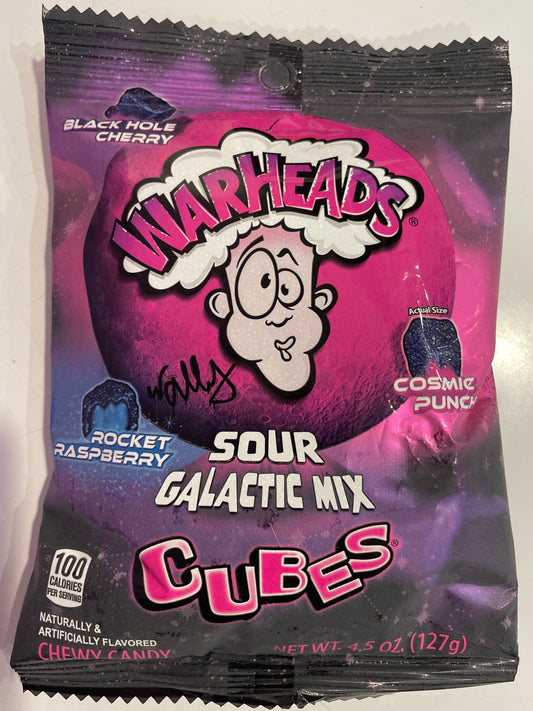 BLACK HOLE
CHERRY
WARHEADS®
Actual Size
COSMIC
PUNCH
Wally
ROCKET
RASPBERRY
SOUR
GALACTIC MIX
CUBES®
100
CALORIES
PER SERVING
NATURALLY &
ARTIFICIALLY FLAVORED
CHEWY CANDY
NET WT. 4.5 OZ. (127g)